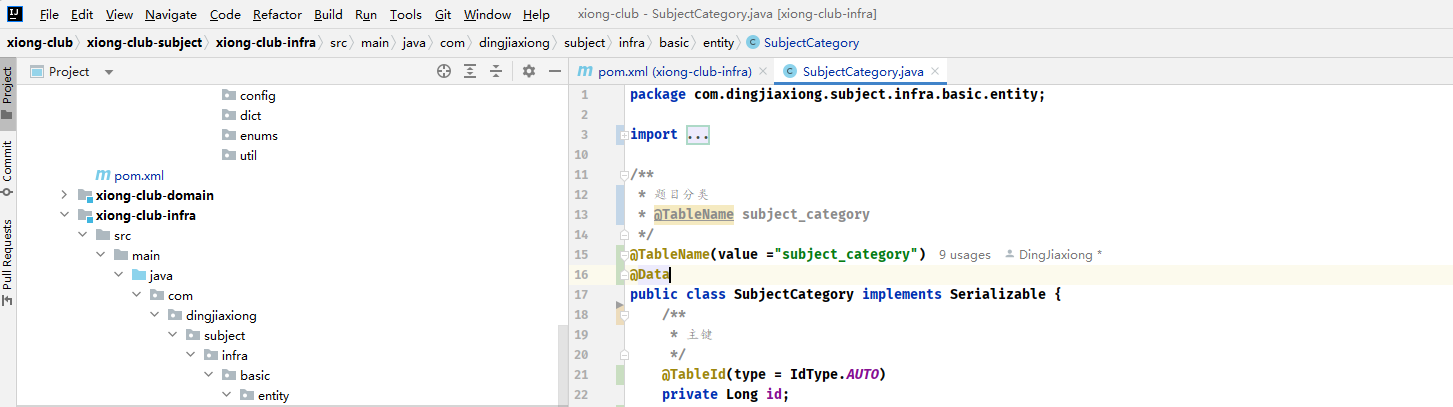 File Edit View Navigate Code Refactor Build Run Tools Git Window Help xiong-club - SubjectCategory.java [xiong-club-infra]
xiong-club xiong-club-subject xiong-club-infra src main java com dingjiaxiong subject infra basic entity SubjectCategory
Project
Commit
Pull Requests
Project
config
dict
enums
util
pom.xml
xiong-club-domain
xiong-club-infra
src
main
java
com
dingjiaxiong
subject
infra
basic
entity
pom.xml (xiong-club-infra) SubjectCategory.java
1 package com.dingjiaxiong.subject.infra.basic.entity;
2
3 import ...
10
11 /**
12 * 题目分类
13 * @TableName subject_category
14 */
15 @TableName(value ="subject_category") 9 usages DingJiaxiong *
16 @Data
17 public class SubjectCategory implements Serializable {
18 /**
19 * 主键
20 */
21 @TableId(type = IdType.AUTO)
22 private Long id;